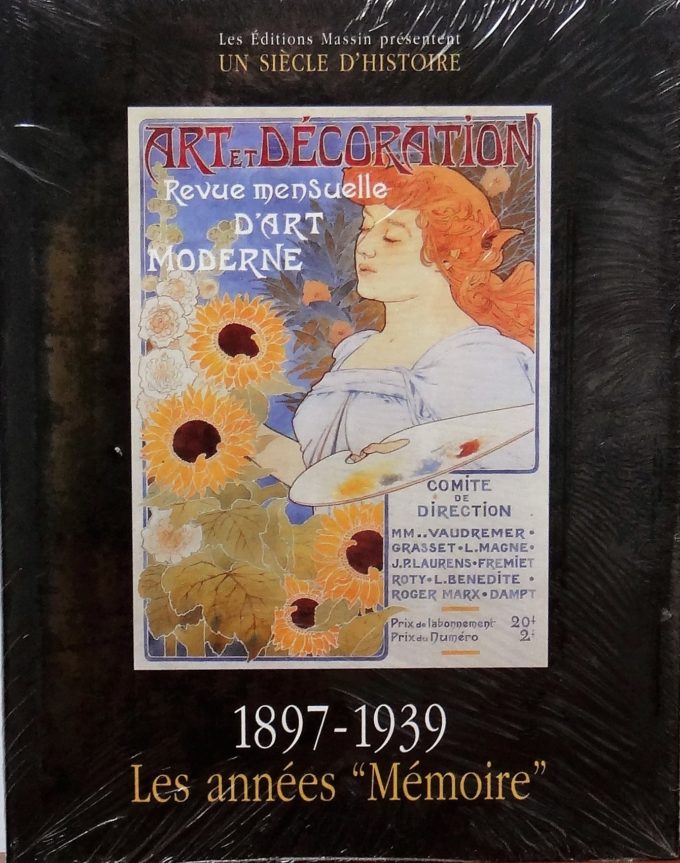 Les Éditions Massin présentent
UN SIÈCLE D'HISTOIRE
ART ET DÉCORATION
Revue mensuelle
D'ART
MODERNE
COMITE
DE
DIRECTION
MM..VAUDREMER•
GRASSET•L.MAGNE•
J.P.LAURENS•FREMIET
ROTY•L.BENEDITE•
ROGER MARX•DAMPT
Prix de labonnement 20f
Prix du Numéro 2f
1897-1939
Les années “Mémoire”